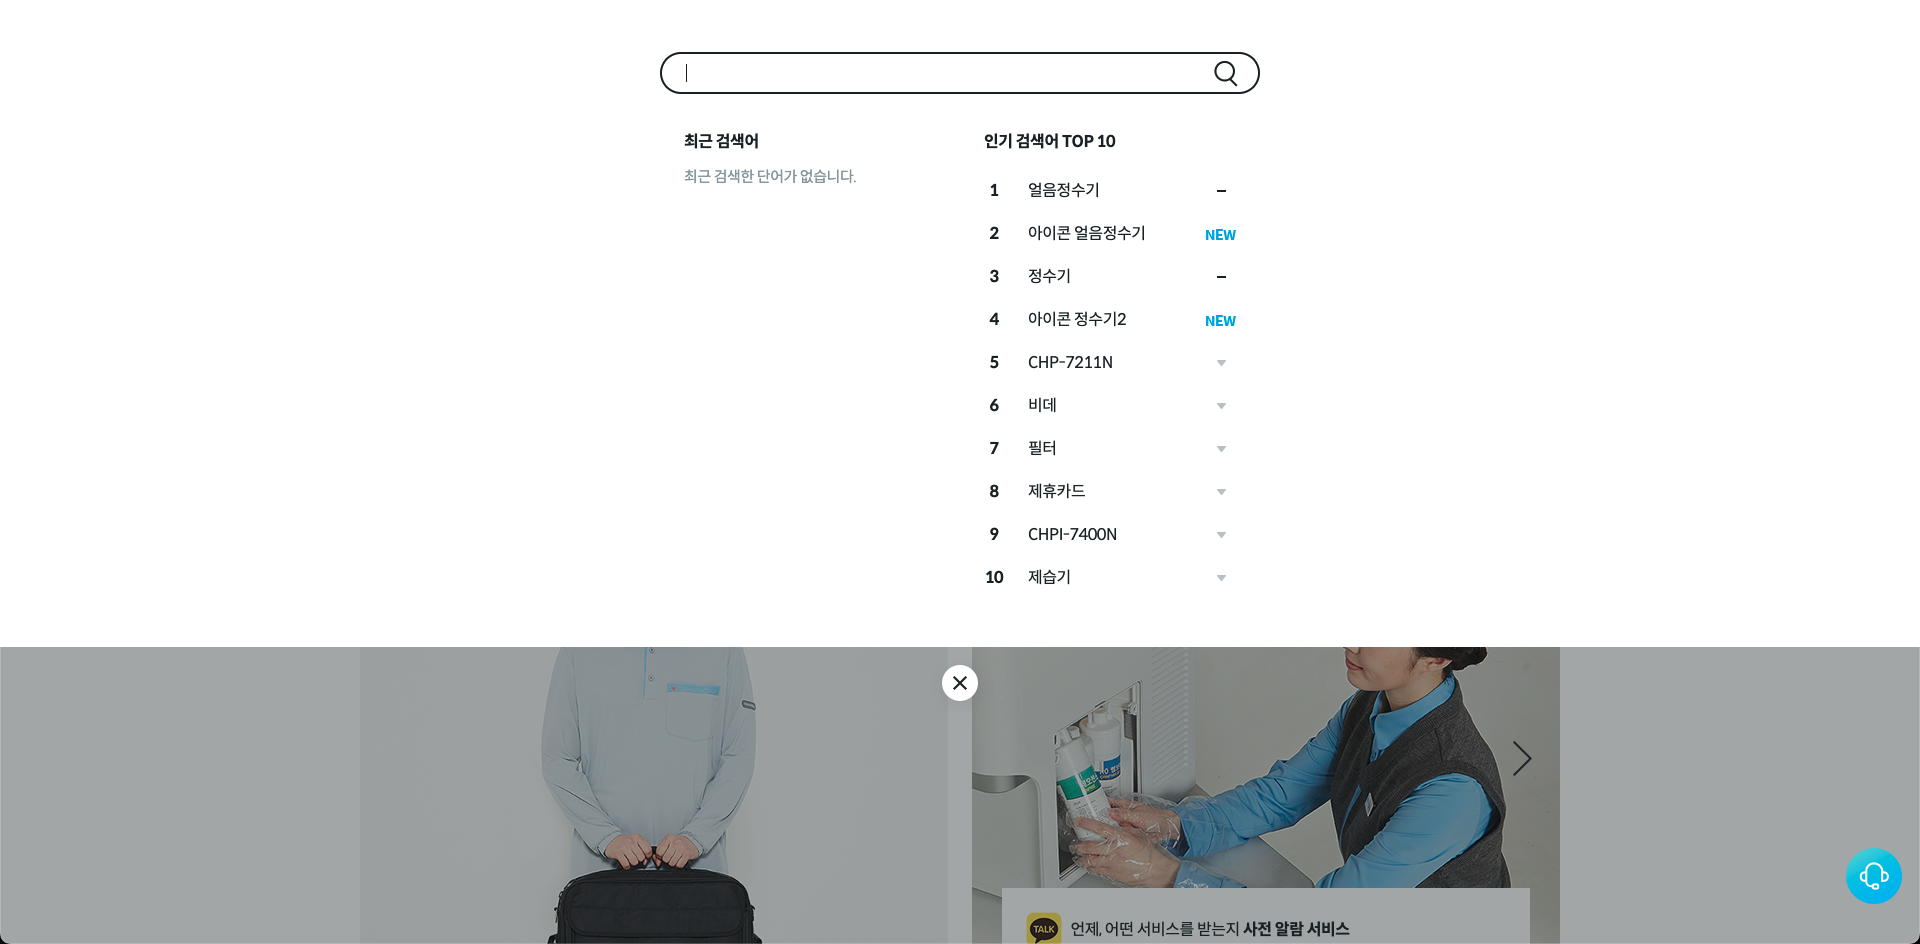 최근 검색어
최근 검색한 단어가 없습니다.
인기 검색어 TOP 10
1 얼음정수기 –
2 아이콘 얼음정수기 NEW
3 정수기 –
4 아이콘 정수기2 NEW
5 CHP-7211N
6 비데
7 필터
8 제휴카드
9 CHPI-7400N
10 제습기
TALK
언제, 어떤 서비스를 받는지 사전 알람 서비스